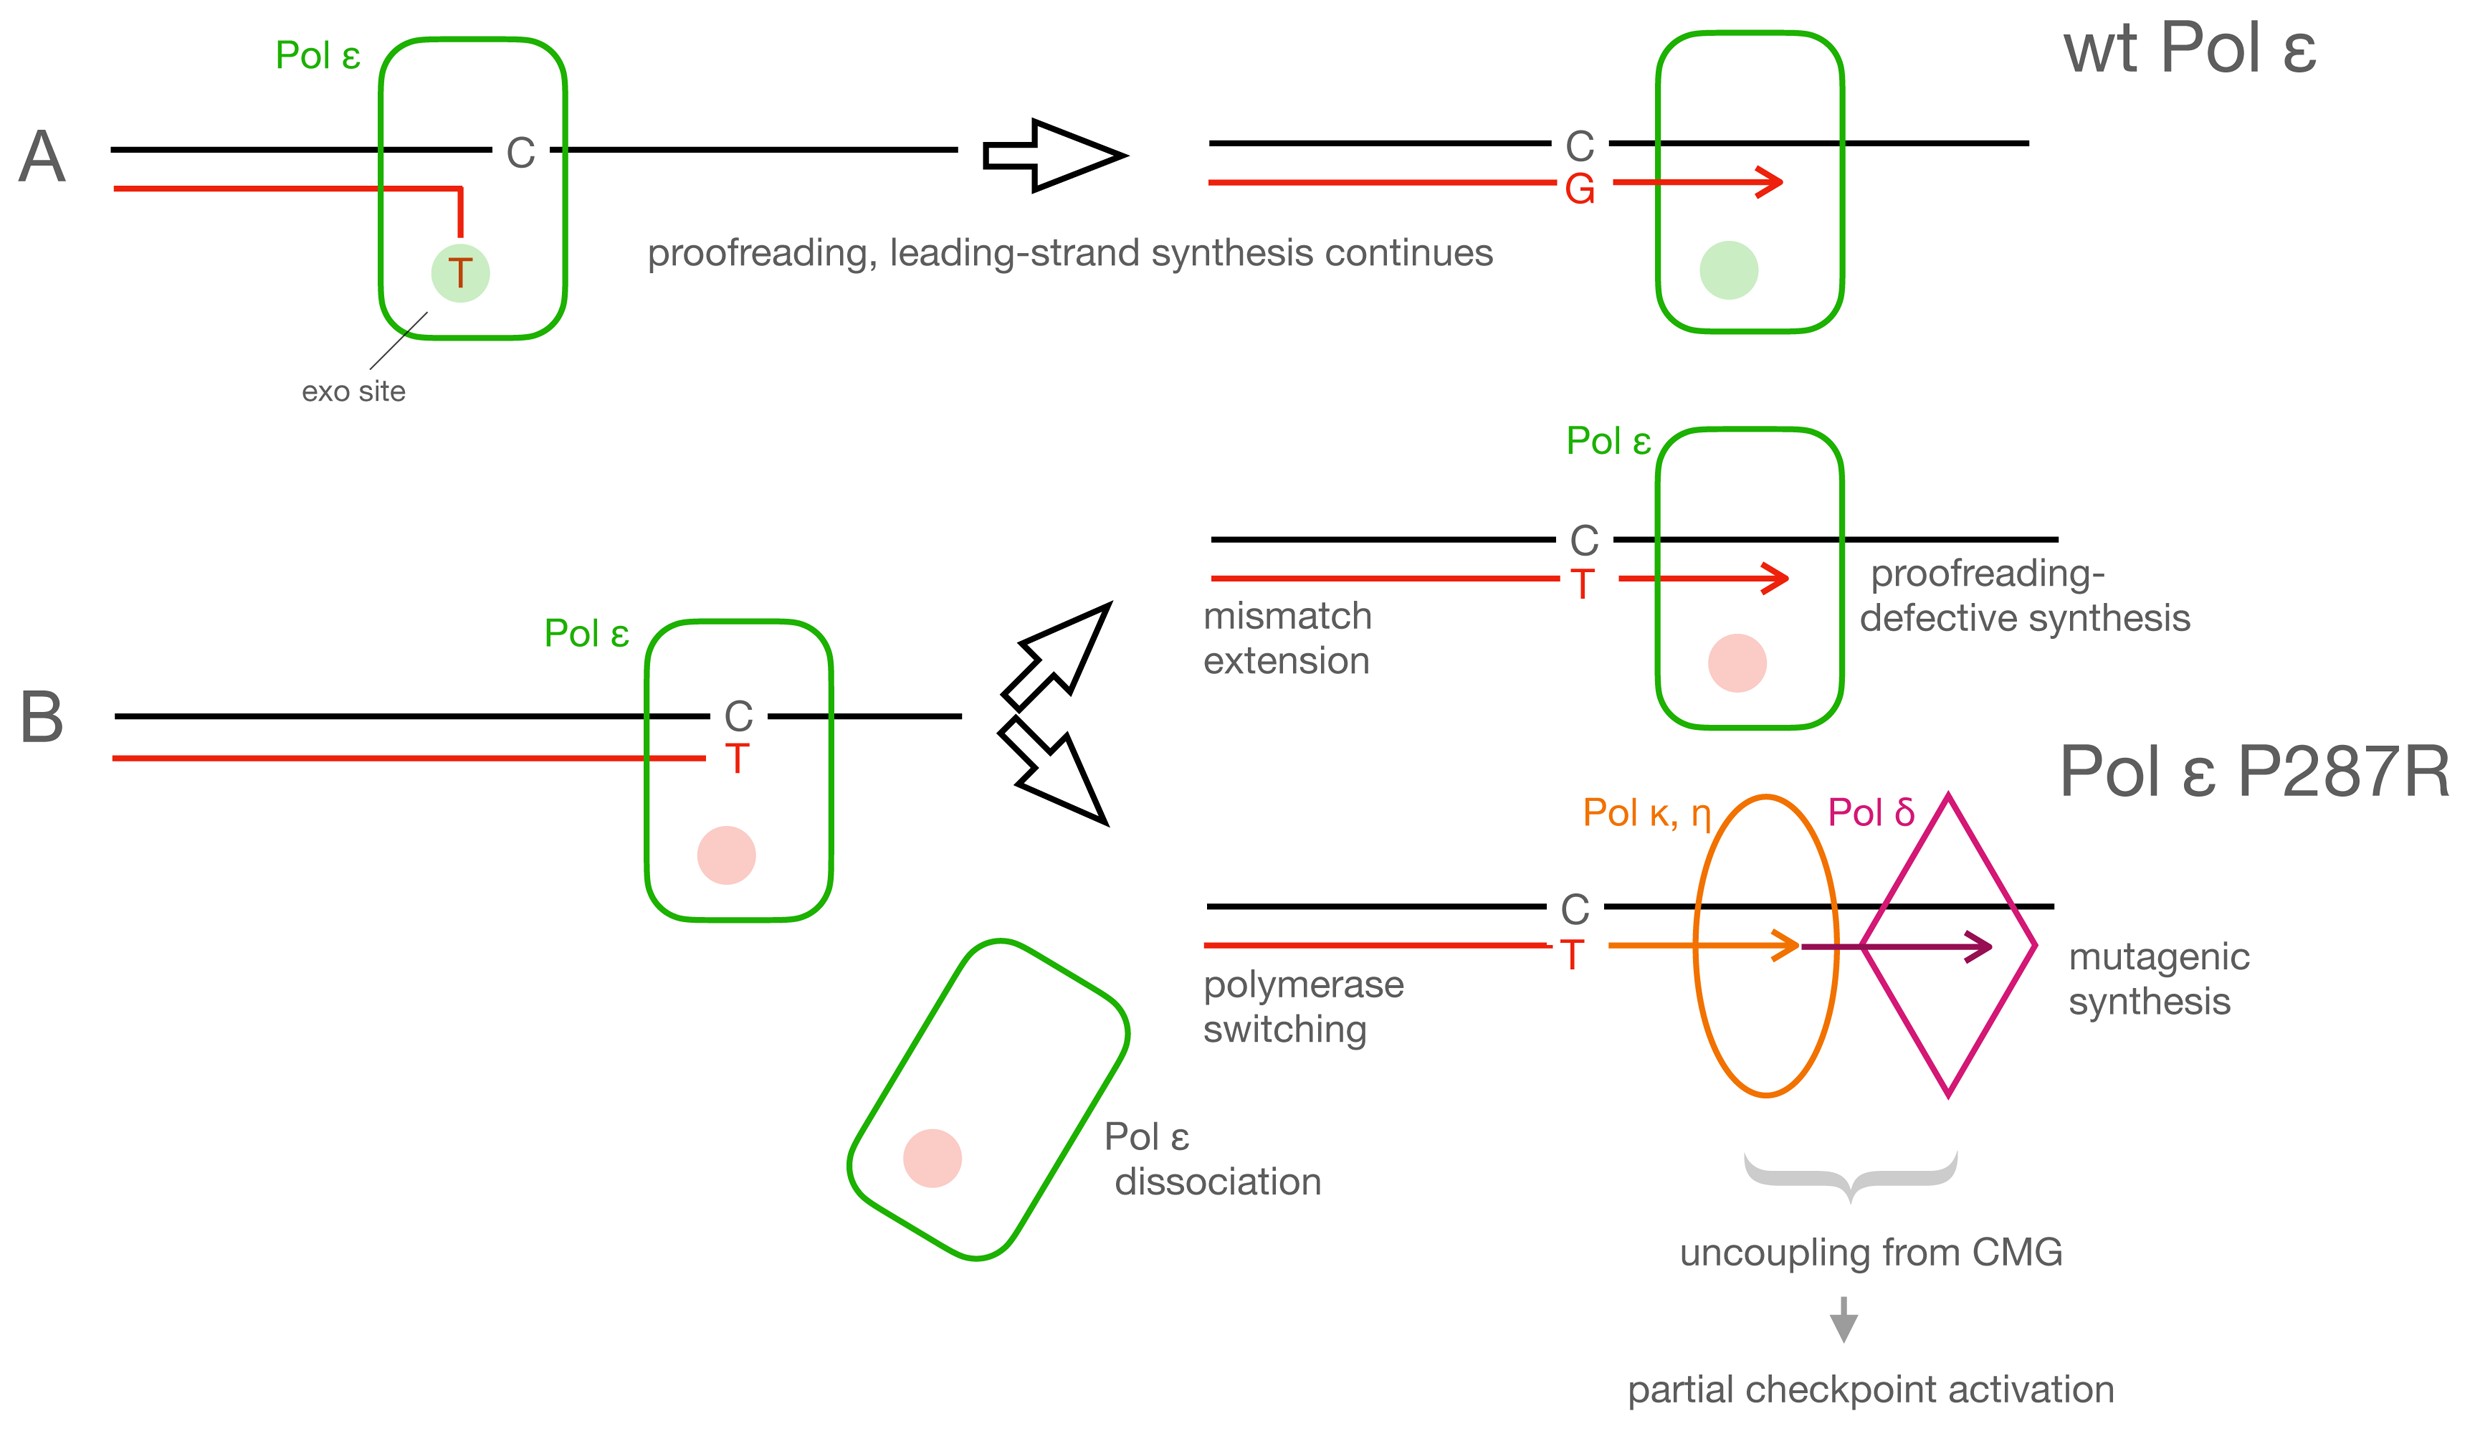 wt Pol ε
A
Pol ε
C
T
exo site
proofreading, leading-strand synthesis continues
C
G
B
Pol ε
C
T
Pol ε
C
T
mismatch
extension
proofreading-
defective synthesis
Pol ε P287R
Pol κ, η
Pol δ
C
T
polymerase
switching
mutagenic
synthesis
Pol ε
dissociation
uncoupling from CMG
partial checkpoint activation